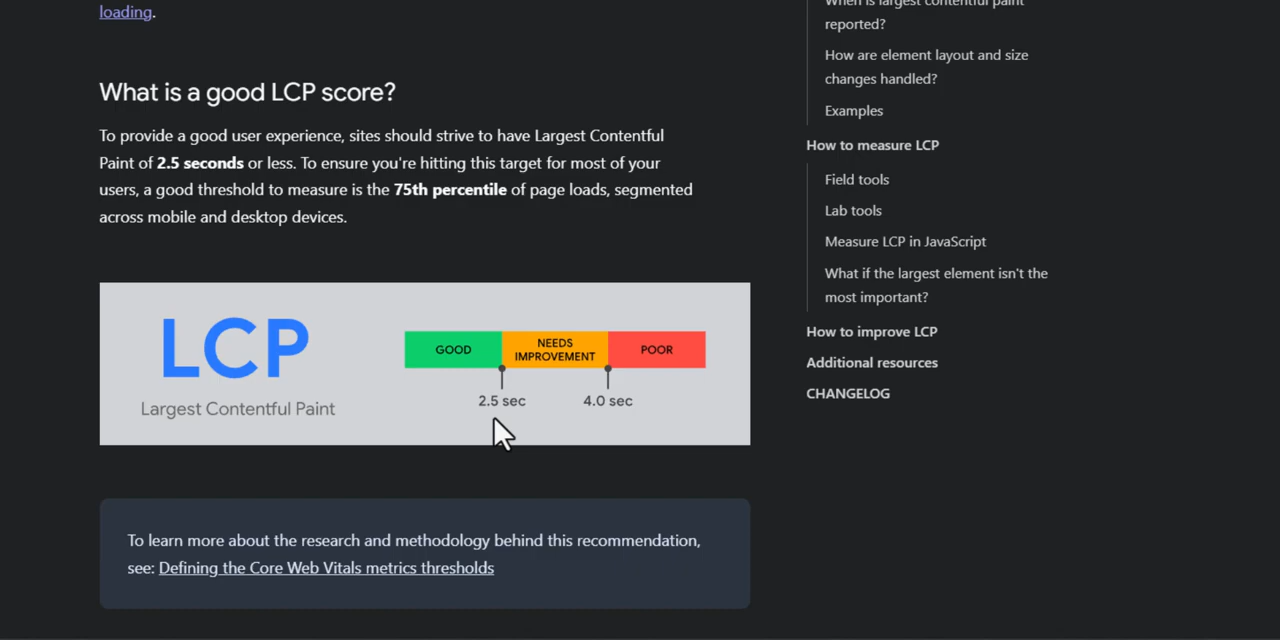 loading.
What is a good LCP score?
To provide a good user experience, sites should strive to have Largest Contentful
Paint of 2.5 seconds or less. To ensure you're hitting this target for most of your
users, a good threshold to measure is the 75th percentile of page loads, segmented
across mobile and desktop devices.
LCP
Largest Contentful Paint
GOOD
NEEDS
IMPROVEMENT
POOR
2.5 sec
4.0 sec
To learn more about the research and methodology behind this recommendation,
see: Defining the Core Web Vitals metrics thresholds
When is largest contentful paint
reported?
How are element layout and size
changes handled?
Examples
How to measure LCP
Field tools
Lab tools
Measure LCP in JavaScript
What if the largest element isn't the
most important?
How to improve LCP
Additional resources
CHANGELOG